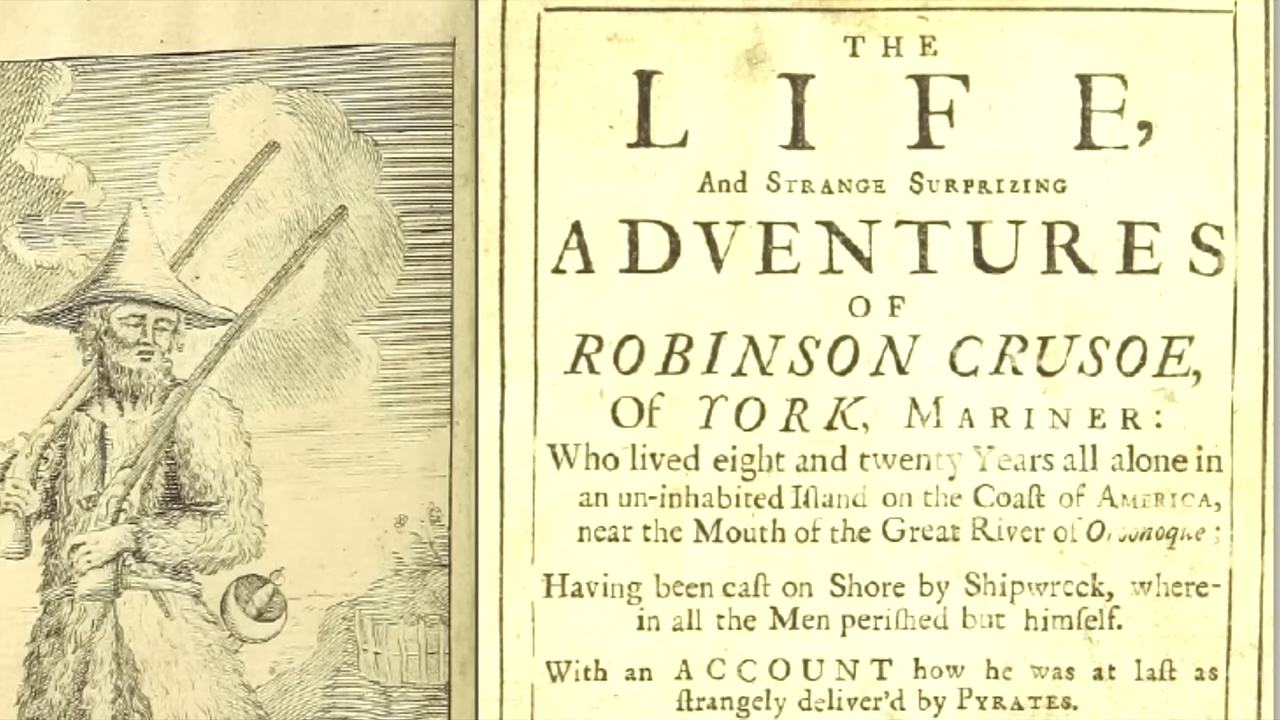 THE
LIFE,
And STRANGE SURPRIZING
ADVENTURES
OF
ROBINSON CRUSOE,
Of YORK, MARINER:
Who lived eight and twenty Years all alone in
an un-inhabited Iſland on the Coaſt of AMERICA,
near the Mouth of the Great River of Oroonoque;
Having been caſt on Shore by Shipwreck, where-
in all the Men periſhed but himſelf.
With an ACCOUNT how he was at laſt as
ſtrangely deliver'd by PYRATES.